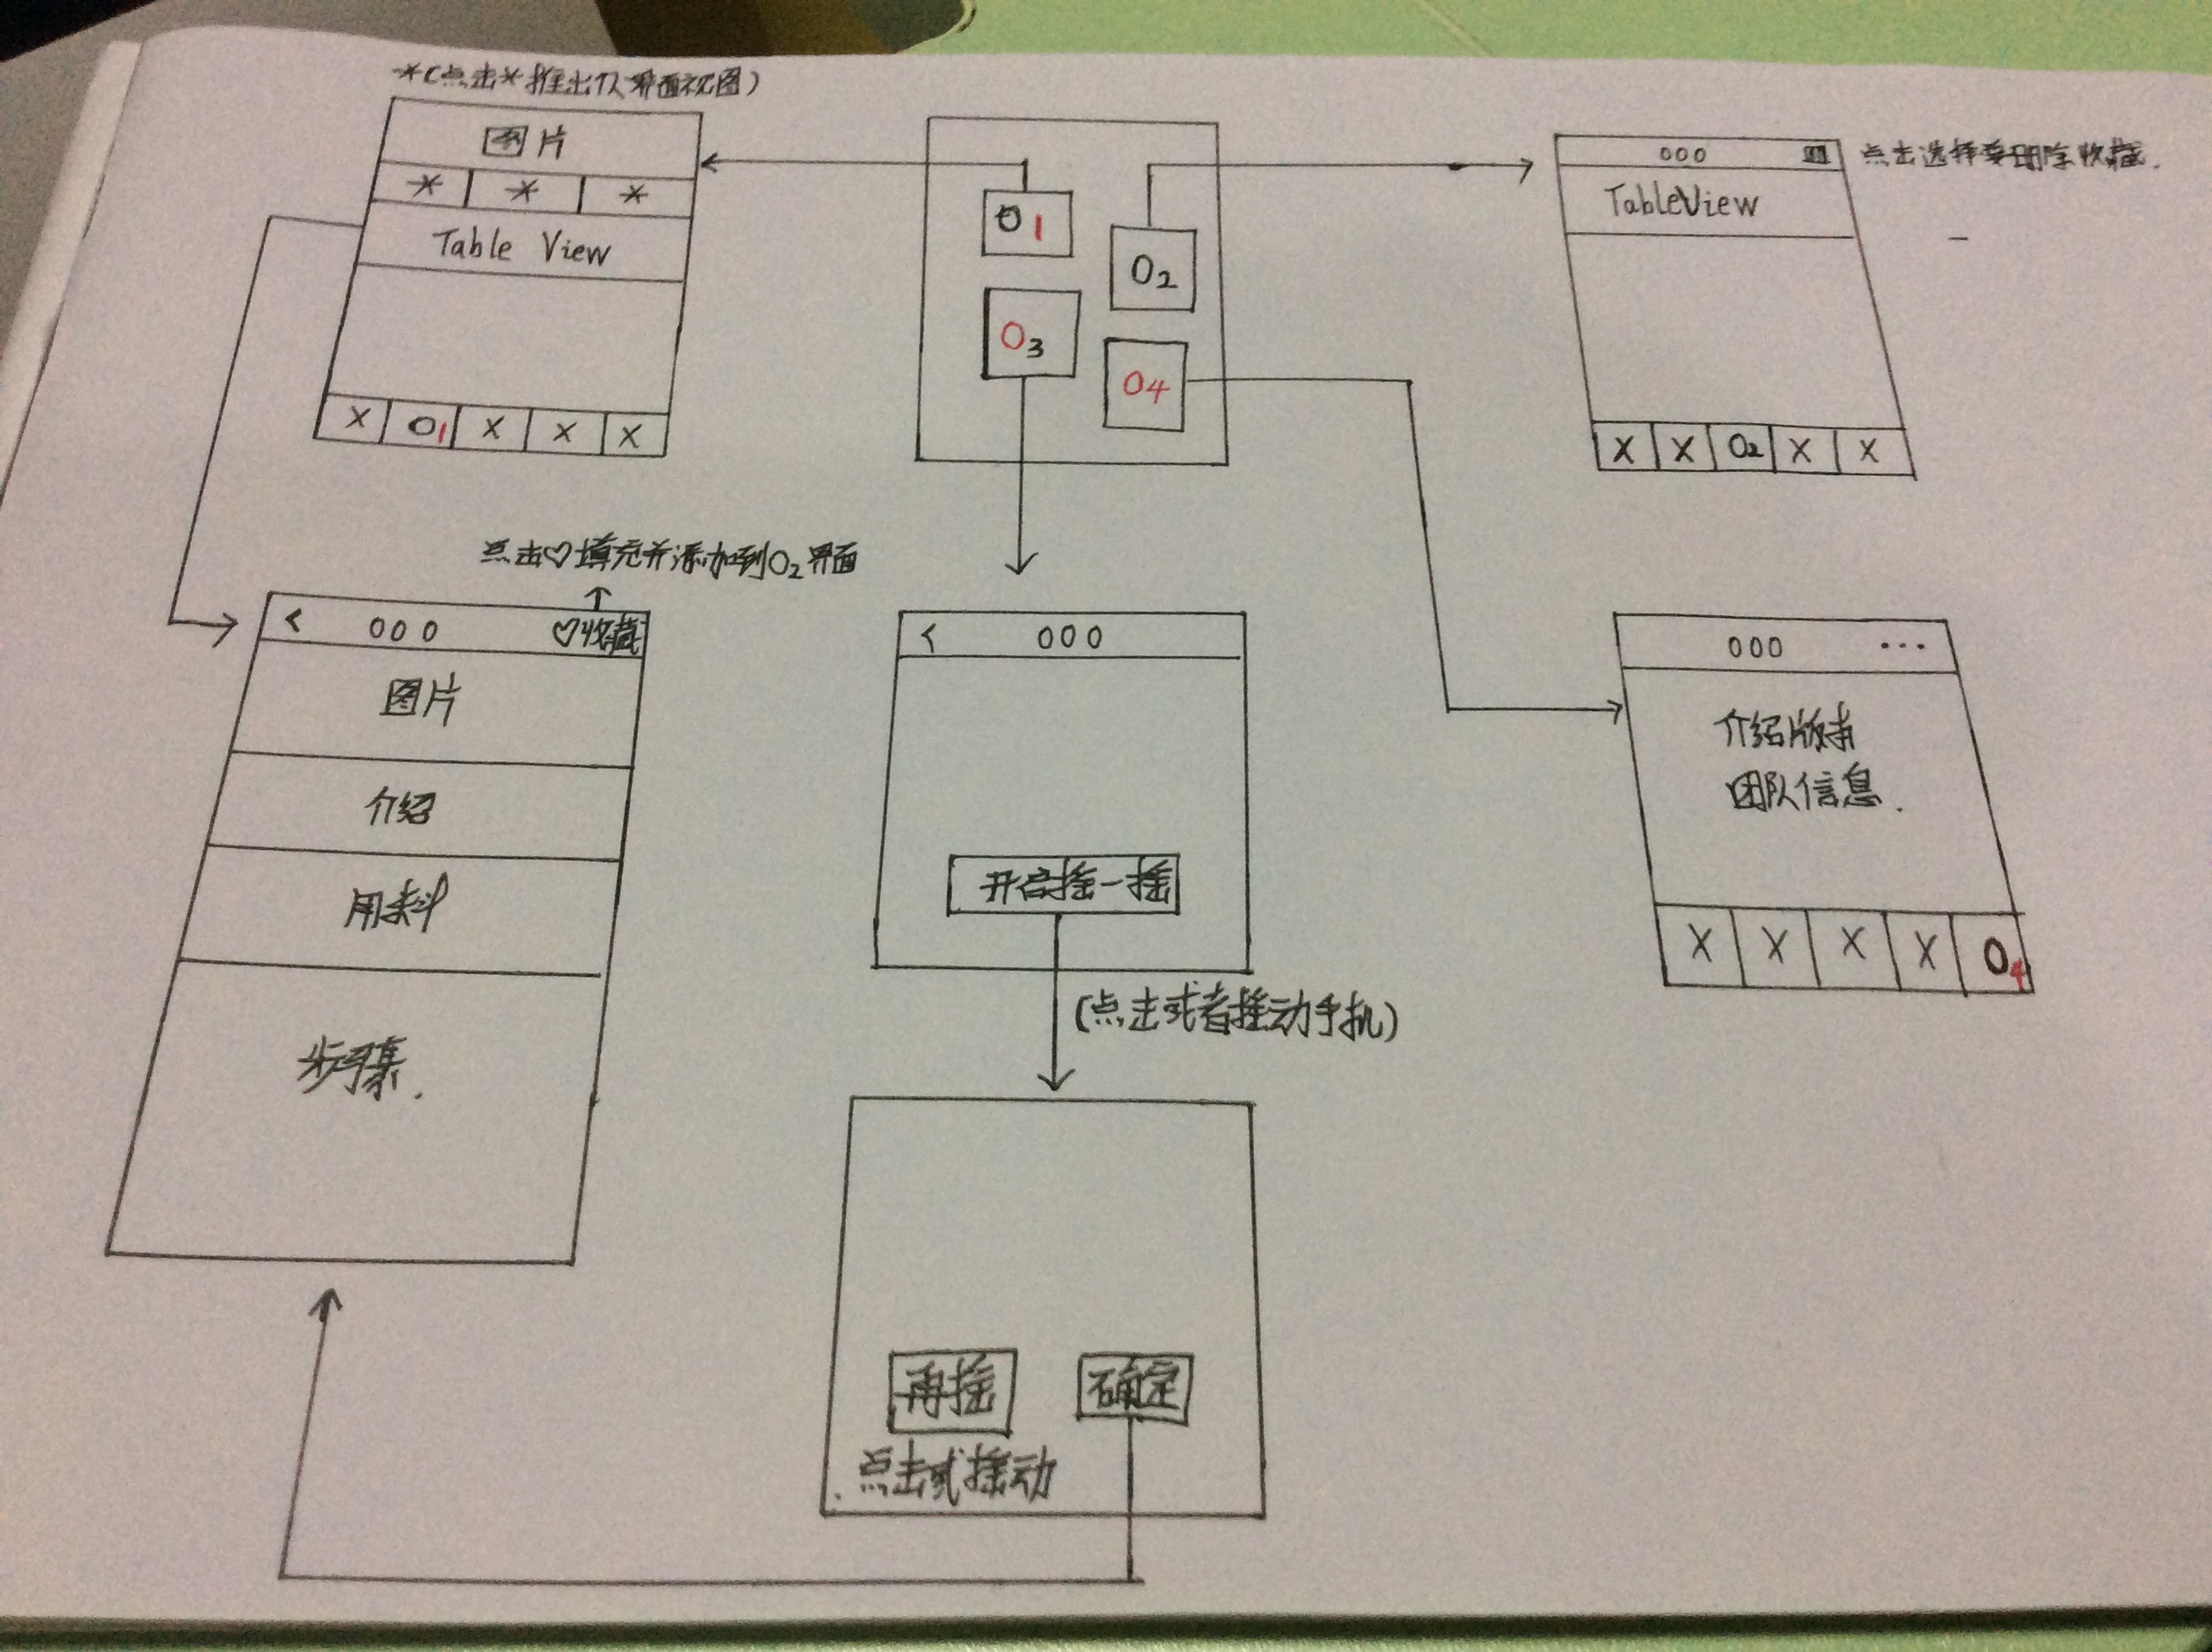 *(点击*推出仅界面视图)
图片
* * *
Table View
X O1 X X X
O1
O2
O3
O4
000
点击选择要删除收藏.
TableView
X X O2 X X
点击♡填充并添加到O2界面
< 000 ♡收藏
图片
介绍
用料
步骤.
< 000
开启摇一摇
(点击或者摇动手机)
再摇 确定
点击或摇动
000 ...
介绍版本
团队信息.
X X X X O4